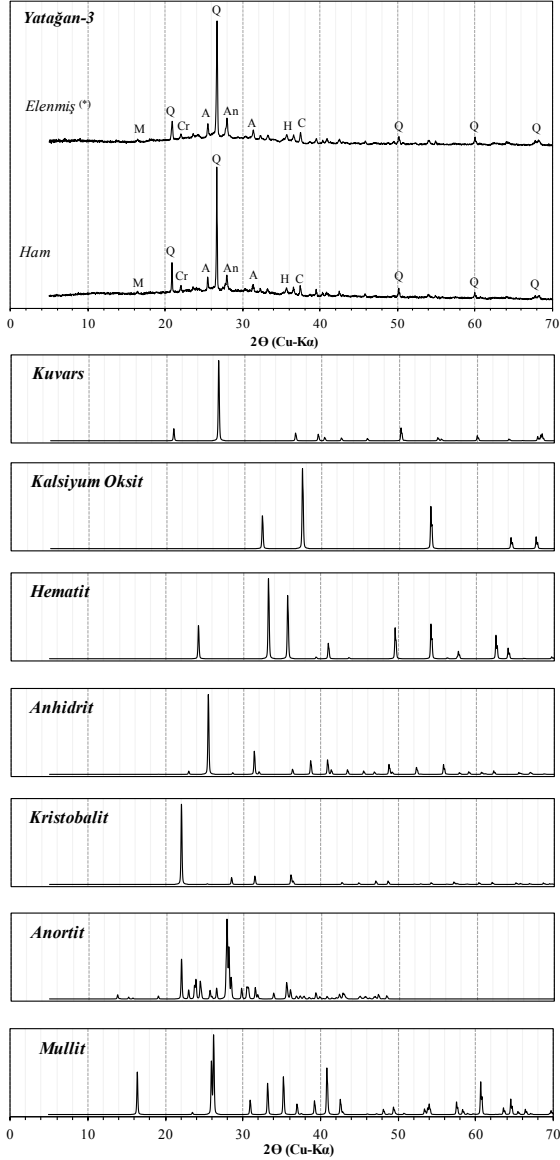 Yatağan-3
Q
Elenmiş (*)
M Q Cr A An A H C Q Q Q
Q
Ham
M Q Cr A An A H C Q Q Q
0 10 20 30 40 50 60 70
2Θ (Cu-Kα)
Kuvars
Kalsiyum Oksit
Hematit
Anhidrit
Kristobalit
Anortit
Mullit
0 10 20 30 40 50 60 70
2Θ (Cu-Kα)